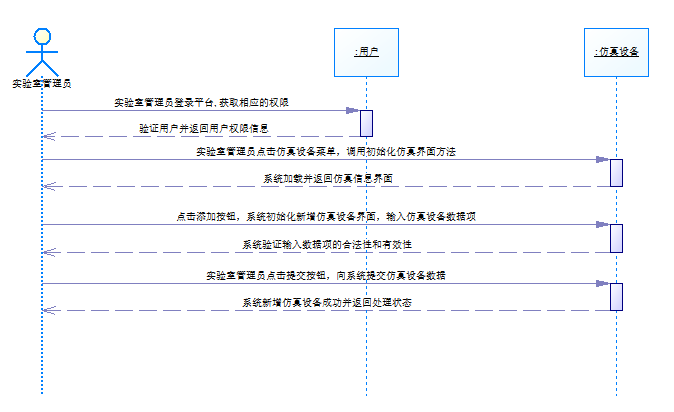 :用户
:仿真设备
实验室管理员
实验室管理员登录平台,获取相应的权限
验证用户并返回用户权限信息
实验室管理员点击仿真设备菜单，调用初始化仿真界面方法
系统加载并返回仿真信息界面
点击添加按钮，系统初始化新增仿真设备界面，输入仿真设备数据项
系统验证输入数据项的合法性和有效性
实验室管理员点击提交按钮，向系统提交仿真设备数据
系统新增仿真设备成功并返回处理状态